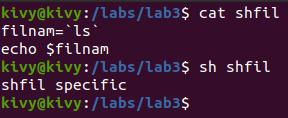 kivy@kivy:/labs/lab3$ cat shfil
filnam=`ls`
echo $filnam
kivy@kivy:/labs/lab3$ sh shfil
shfil specific
kivy@kivy:/labs/lab3$